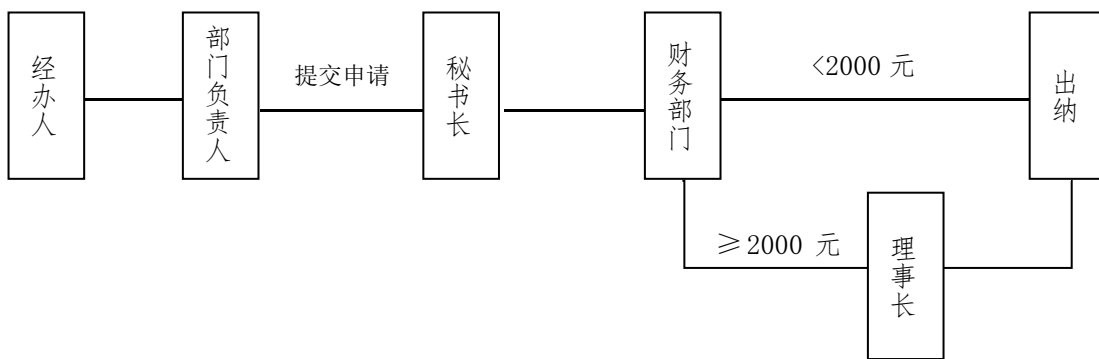 经办人
部门负责人
提交申请
秘书长
财务部门
<2000 元
出纳
≥2000 元
理事长